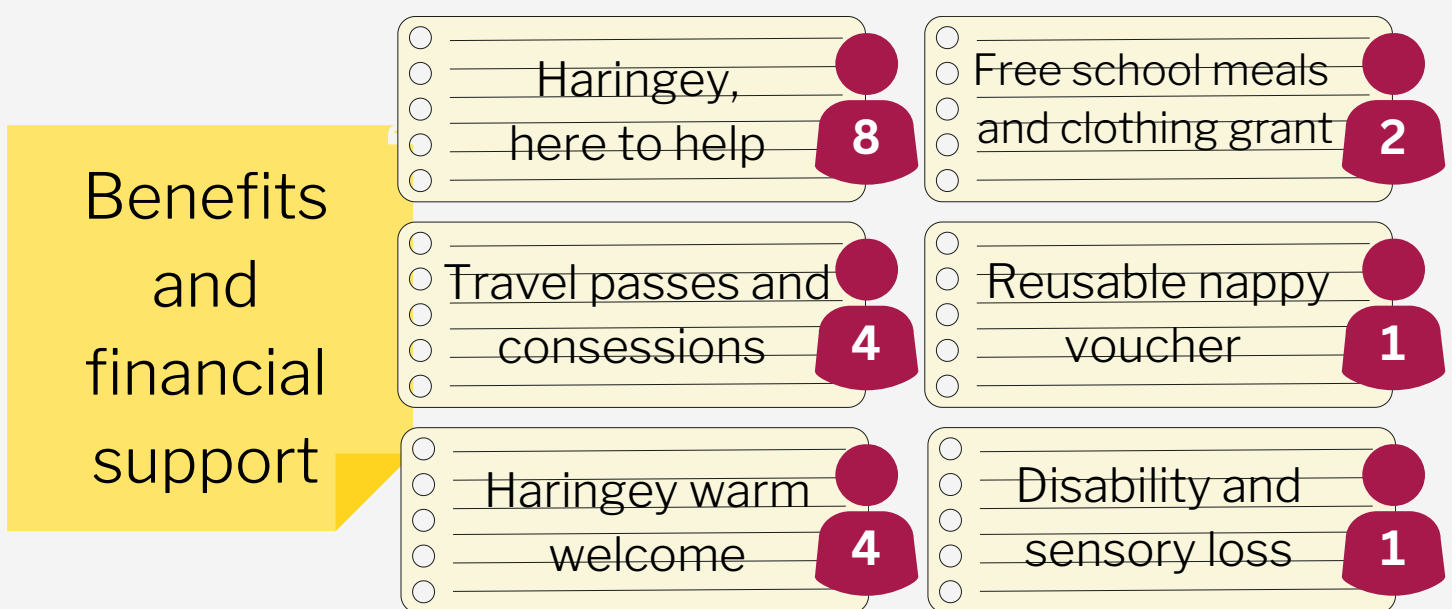 Benefits
and
financial
support
Haringey,
here to help
8
Free school meals
and clothing grant
2
Travel passes and
consessions
4
Reusable nappy
voucher
1
Haringey warm
welcome
4
Disability and
sensory loss
1